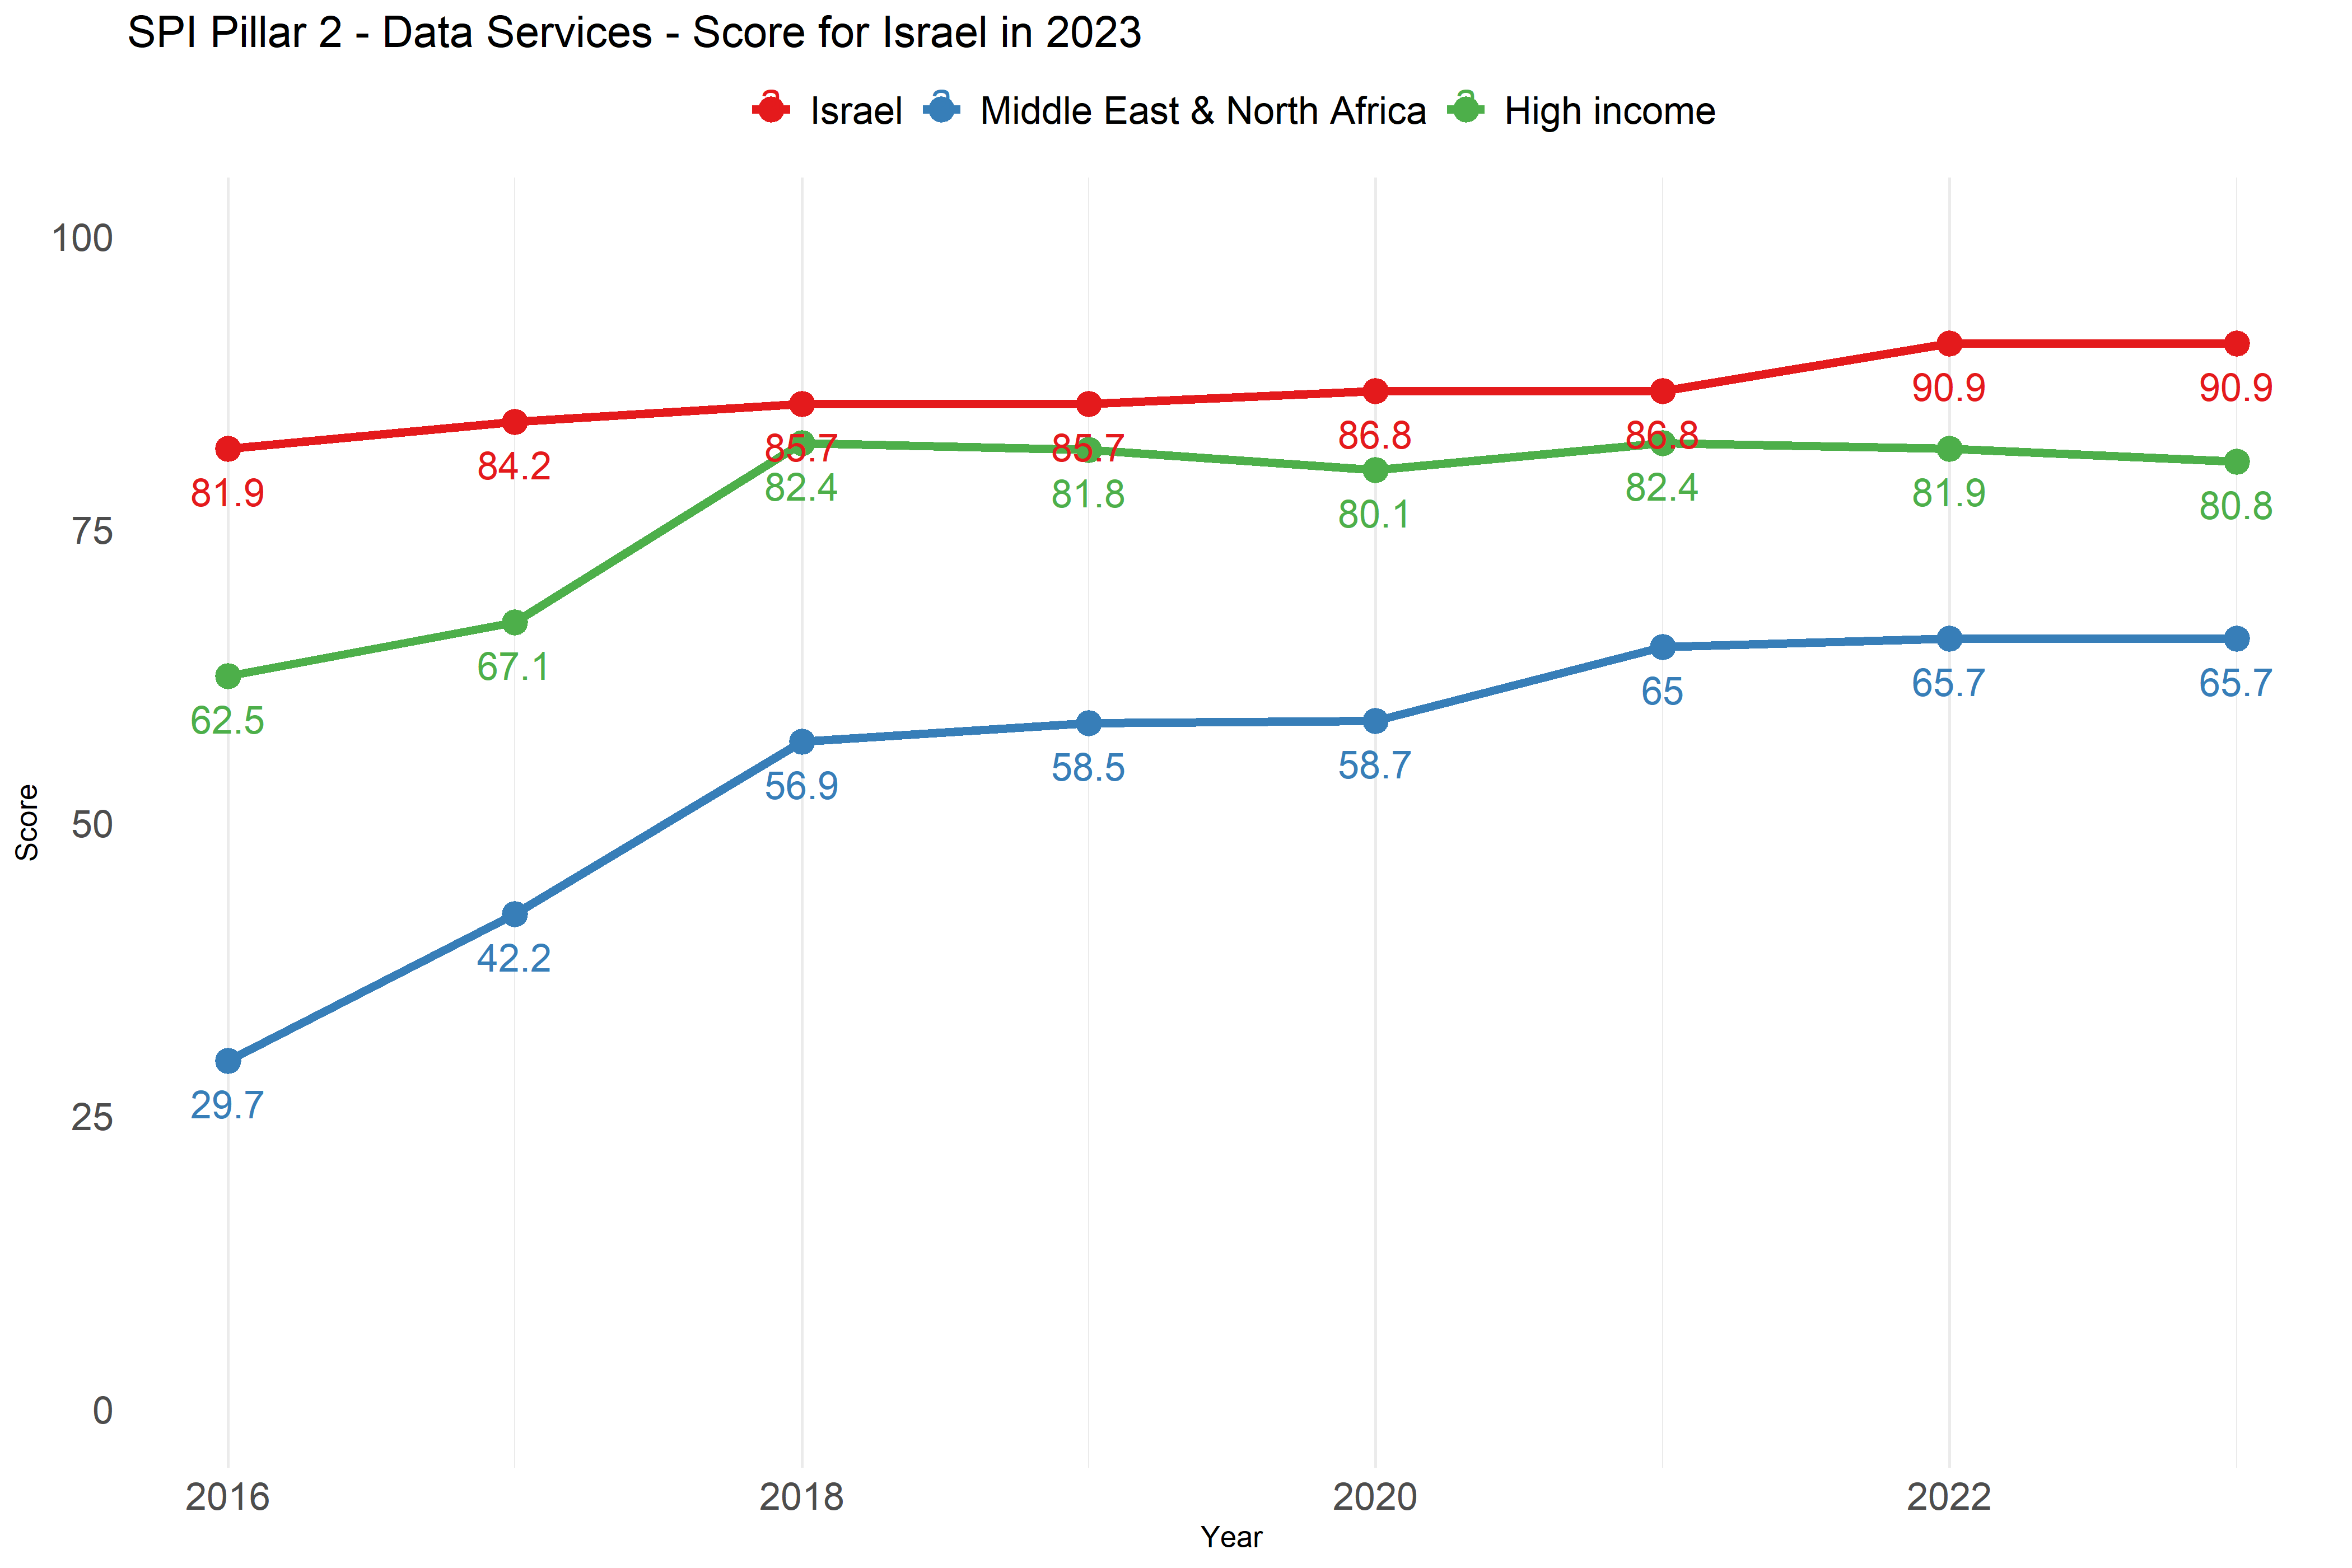 SPI Pillar 2 - Data Services - Score for Israel in 2023
a Israel a Middle East & North Africa a High income
100
90.9 90.9
81.9 84.2 85.7 85.7 86.8 86.8
82.4 81.8 80.1 82.4 81.9 80.8
75
62.5 67.1
65 65.7 65.7
56.9 58.5 58.7
Score
50
42.2
29.7
25
0
2016 2018 2020 2022
Year